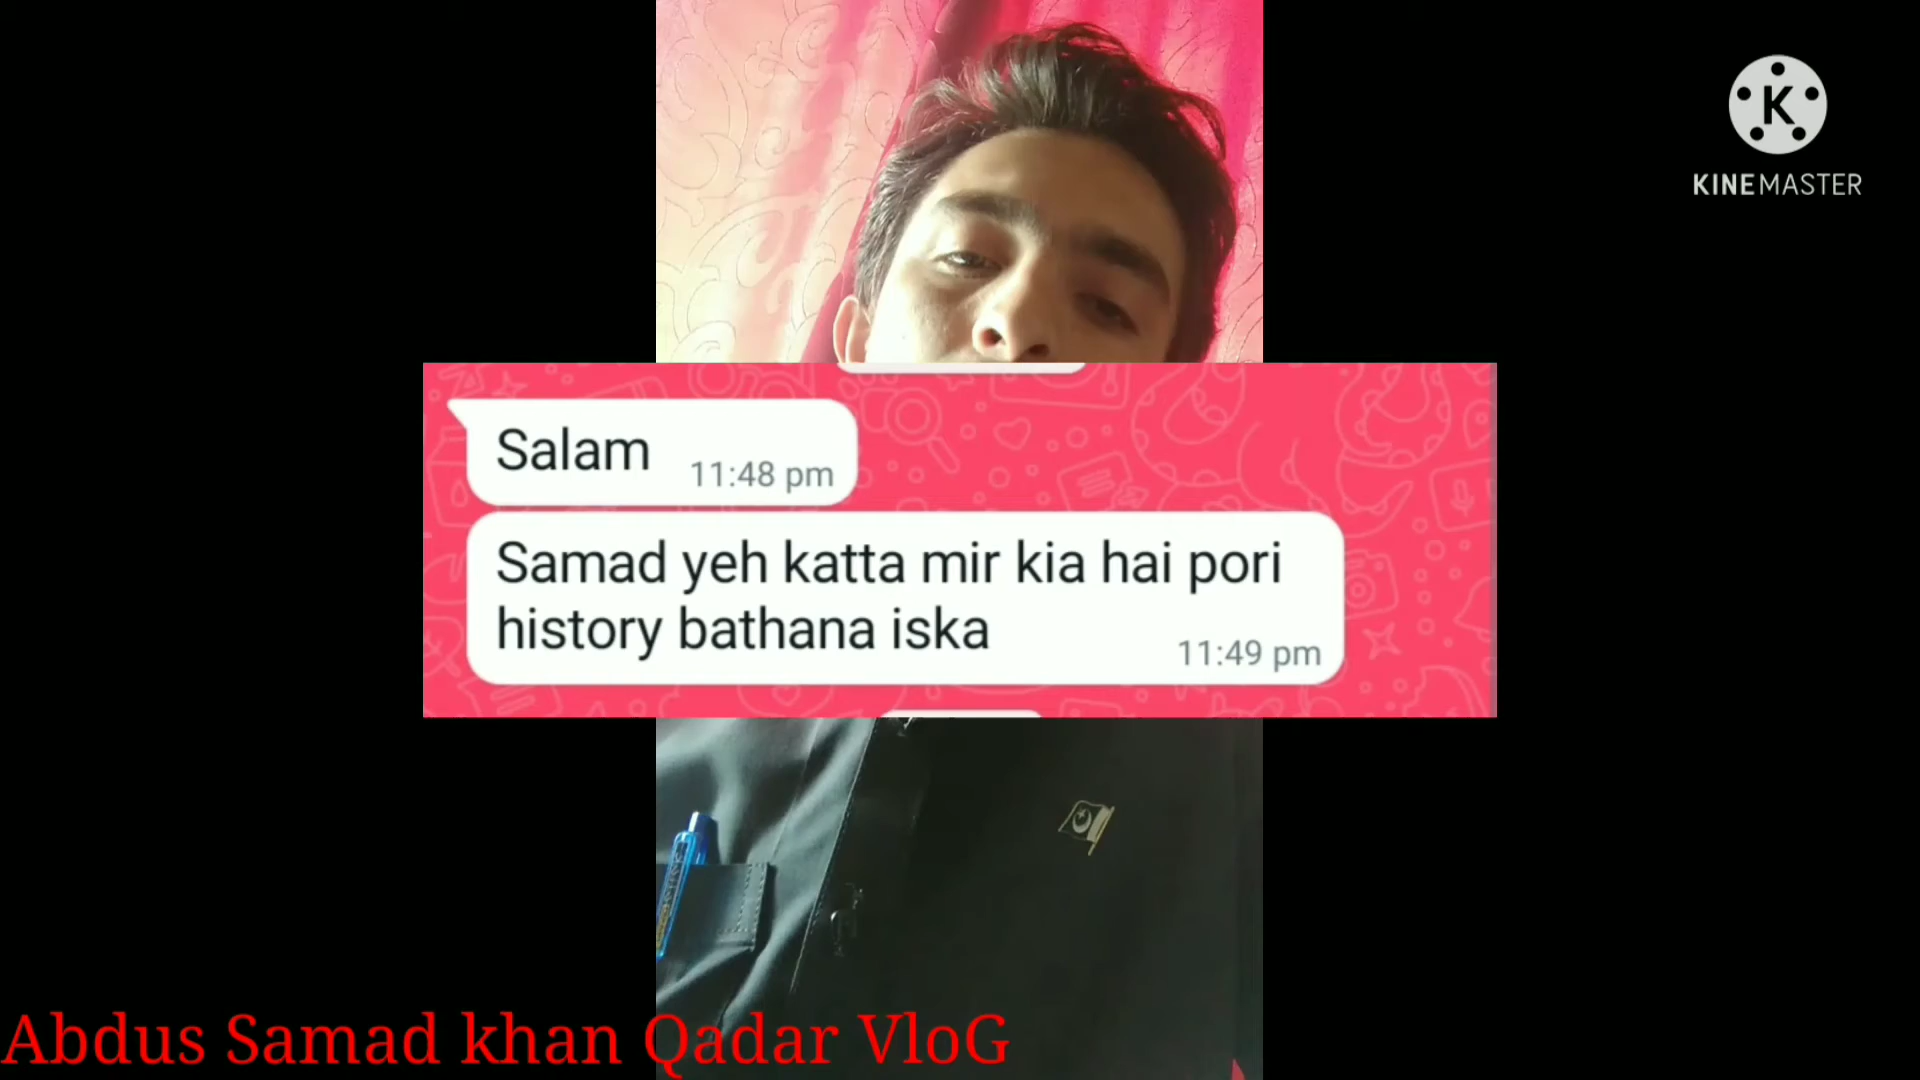 K
KINEMASTER
Salam 11:48 pm
Samad yeh katta mir kia hai pori
history bathana iska 11:49 pm
Abdus Samad khan Qadar VloG